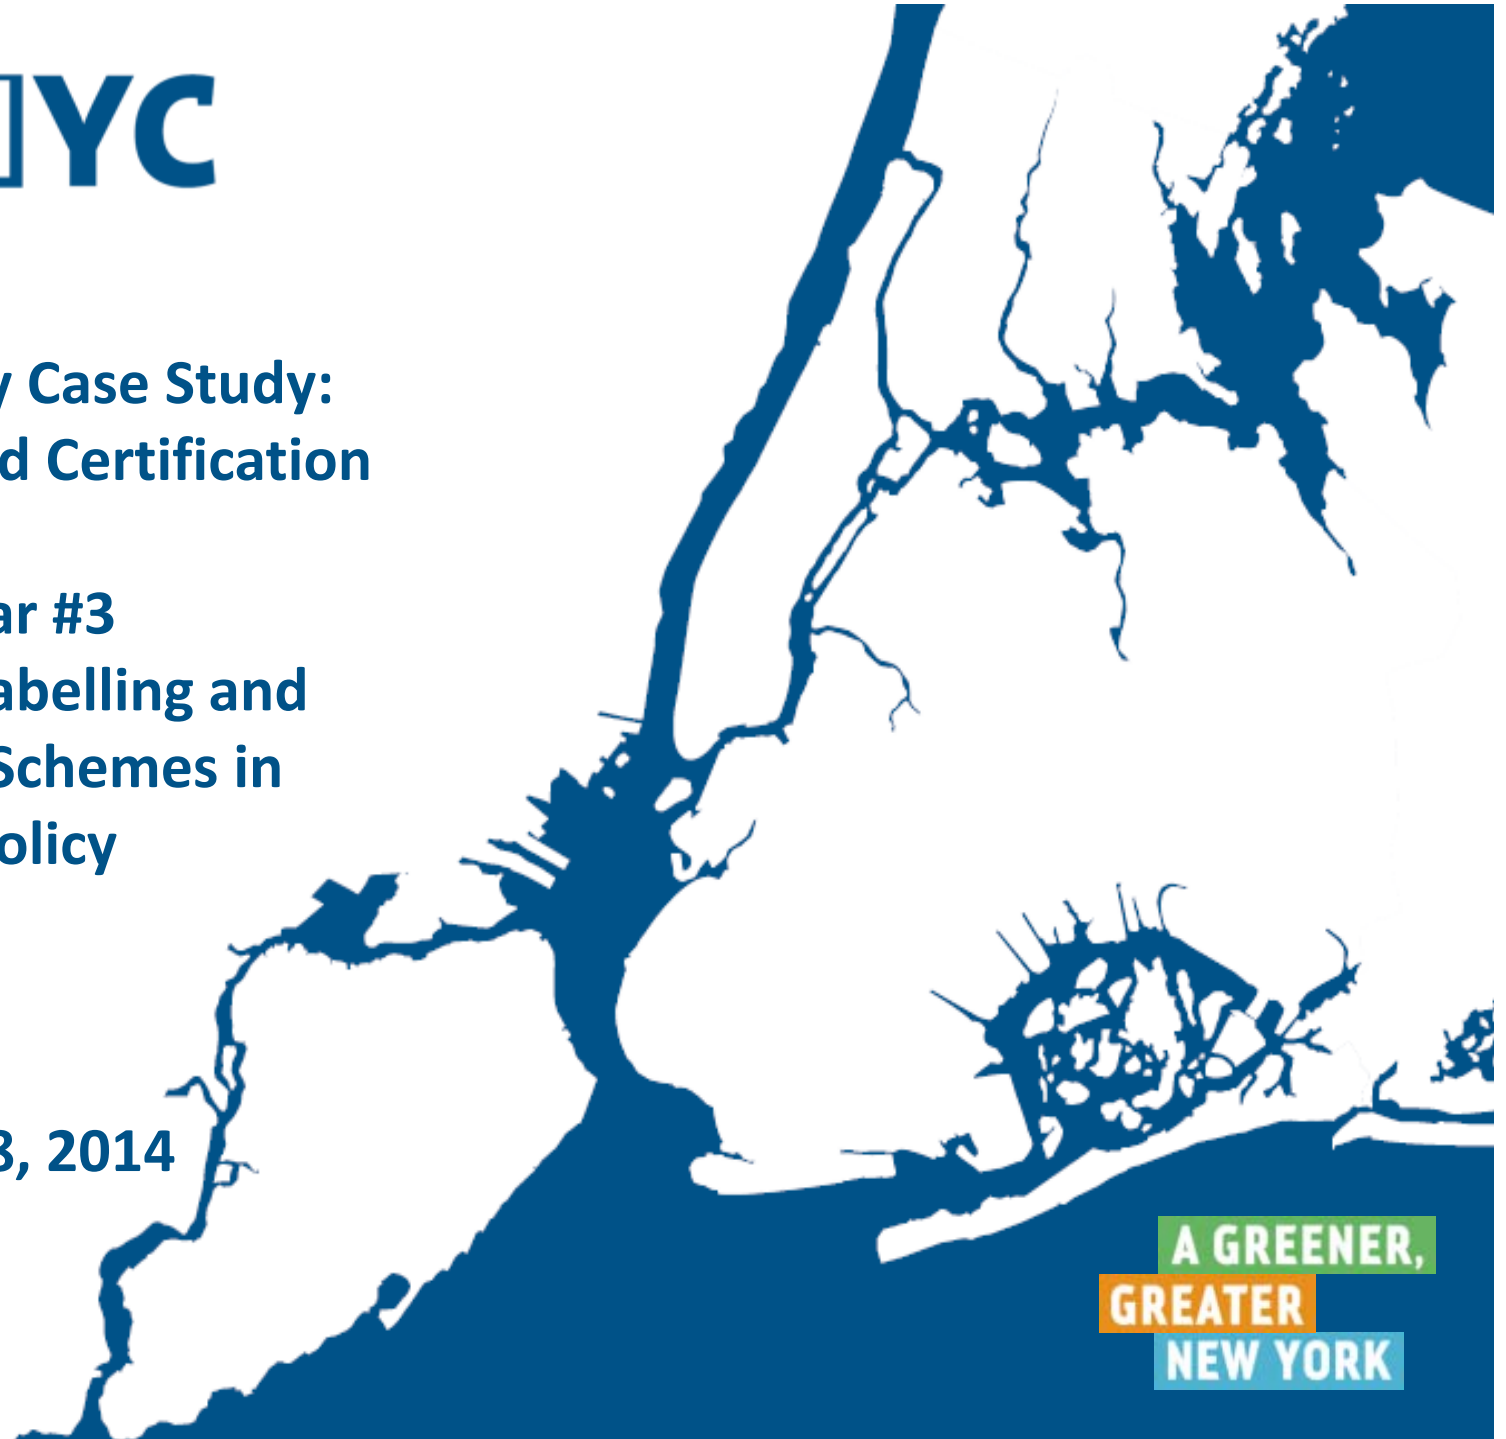 YC
y Case Study:
d Certification
ar #3
abelling and
Schemes in
olicy
3, 2014
A GREENER,
GREATER
NEW YORK